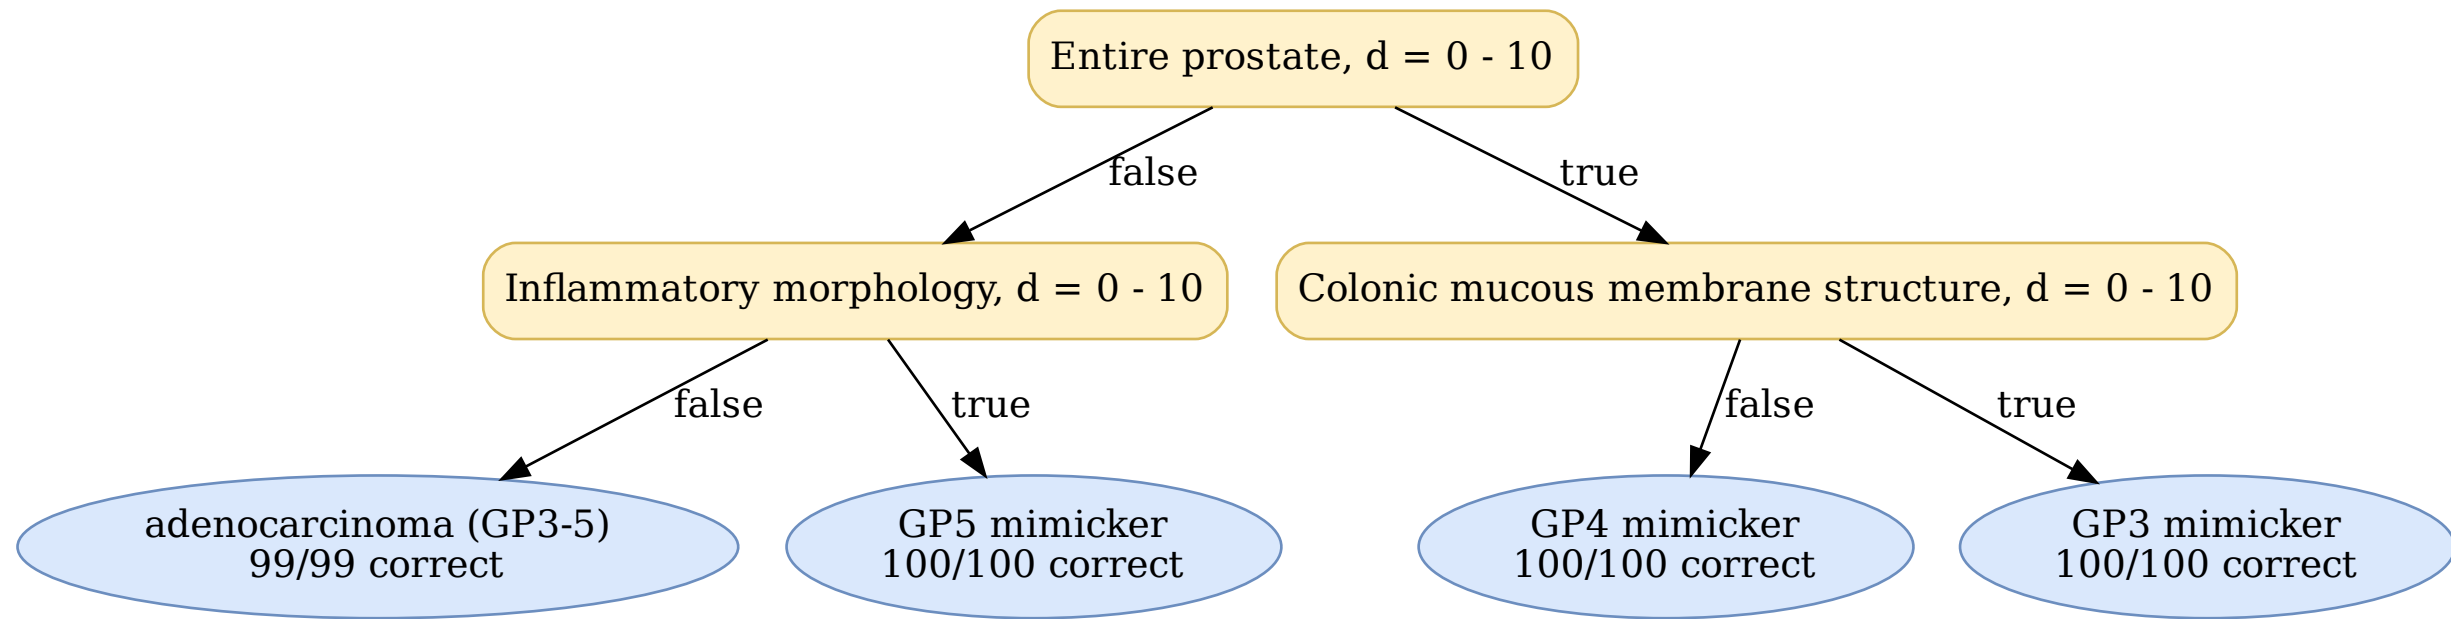 Entire prostate, d = 0 - 10
false
true
Inflammatory morphology, d = 0 - 10
Colonic mucous membrane structure, d = 0 - 10
false
true
false
true
adenocarcinoma (GP3-5)
99/99 correct
GP5 mimicker
100/100 correct
GP4 mimicker
100/100 correct
GP3 mimicker
100/100 correct